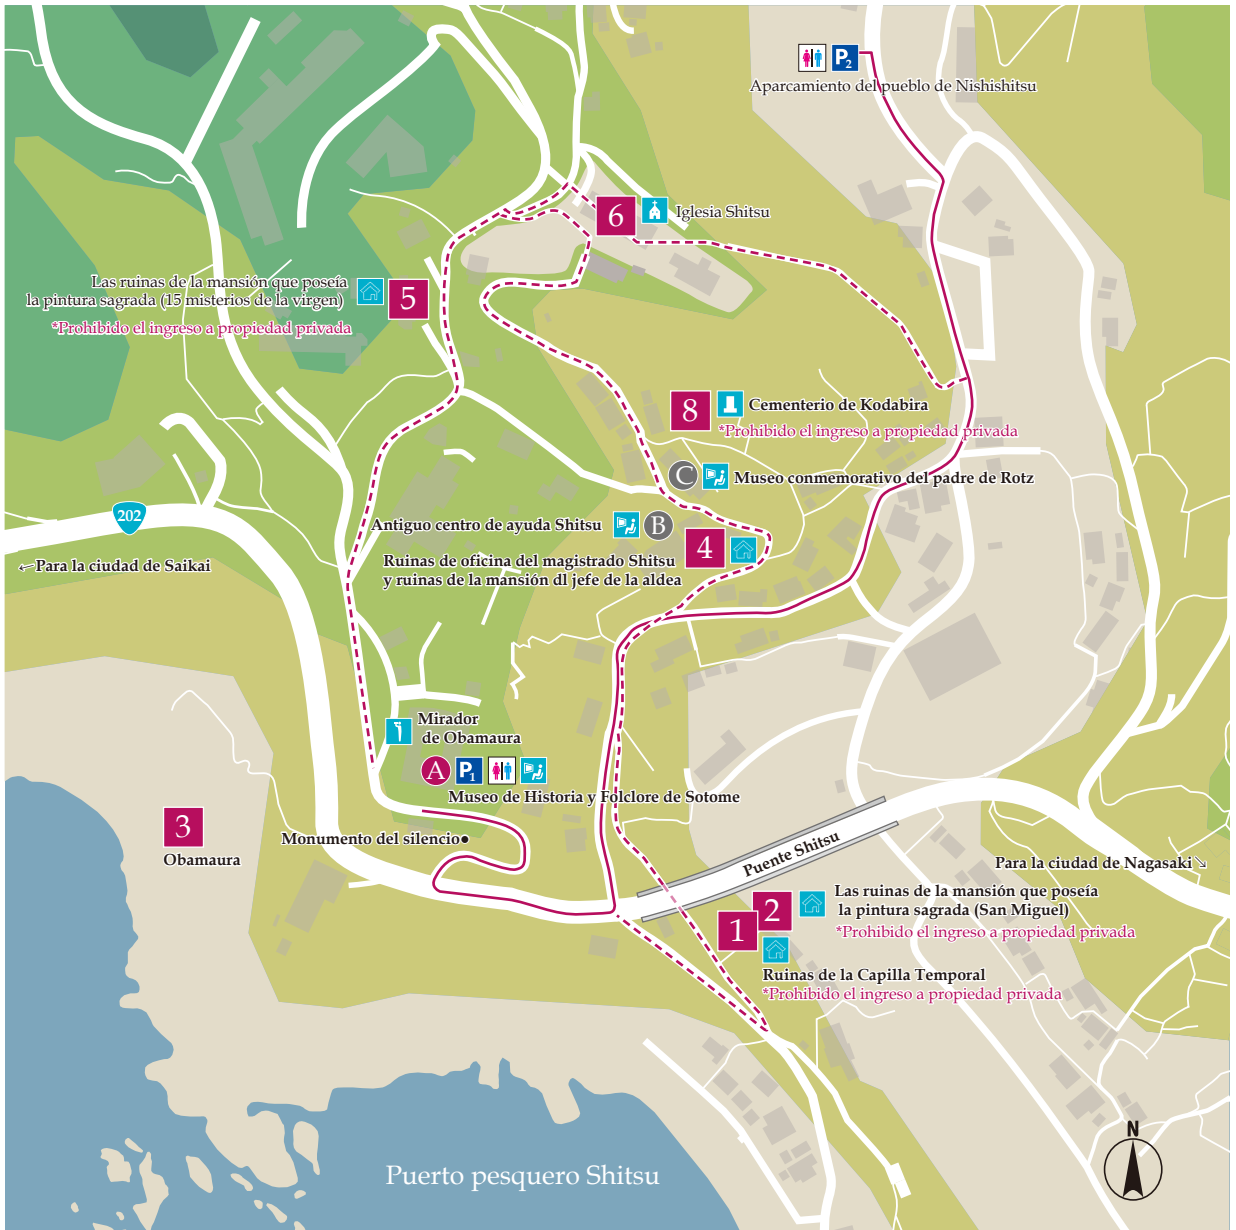 P2
Aparcamiento del pueblo de Nishishitsu
6
Iglesia Shitsu
Las ruinas de la mansión que poseía
la pintura sagrada (15 misterios de la virgen)
5
*Prohibido el ingreso a propiedad privada
8
Cementerio de Kodabira
*Prohibido el ingreso a propiedad privada
C
Museo conmemorativo del padre de Rotz
202
Antiguo centro de ayuda Shitsu
B
4
←Para la ciudad de Saikai
Ruinas de oficina del magistrado Shitsu
y ruinas de la mansión dl jefe de la aldea
Mirador
de Obamaura
A
P1
Museo de Historia y Folclore de Sotome
3
Obamaura
Monumento del silencio
Puente Shitsu
Para la ciudad de Nagasaki↘
Las ruinas de la mansión que poseía
2
la pintura sagrada (San Miguel)
1
*Prohibido el ingreso a propiedad privada
Ruinas de la Capilla Temporal
*Prohibido el ingreso a propiedad privada
N
Puerto pesquero Shitsu